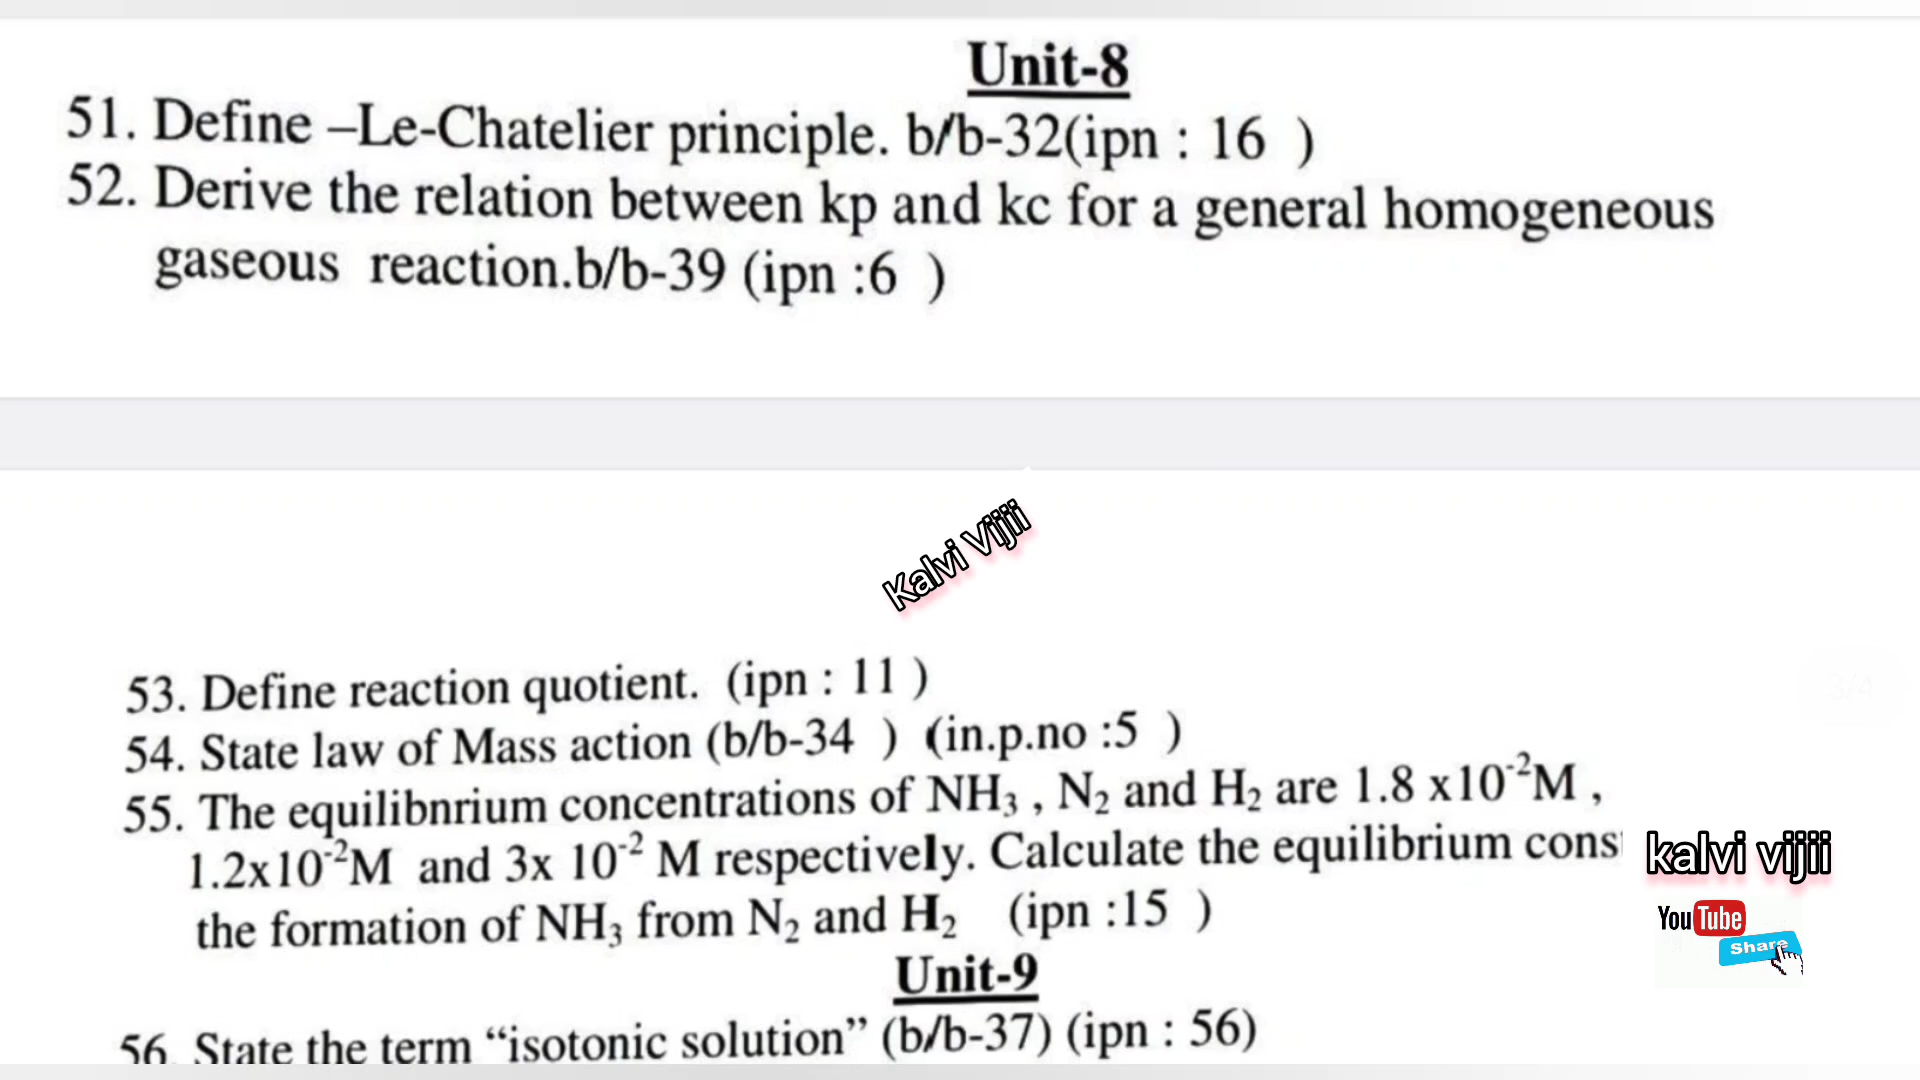 Unit-8
51. Define –Le-Chatelier principle. b/b-32(ipn : 16 )
52. Derive the relation between kp and kc for a general homogeneous
gaseous reaction.b/b-39 (ipn :6 )
Kalvi Vijii
3/4
53. Define reaction quotient. (ipn : 11 )
54. State law of Mass action (b/b-34 ) (in.p.no :5 )
55. The equilibnrium concentrations of NH₃ , N₂ and H₂ are 1.8 x10⁻²M ,
1.2x10⁻²M and 3x 10⁻² M respectively. Calculate the equilibrium cons
kalvi vijii
the formation of NH₃ from N₂ and H₂ (ipn :15 )
YouTube
Share
Unit-9
56. State the term “isotonic solution” (b/b-37) (ipn : 56)